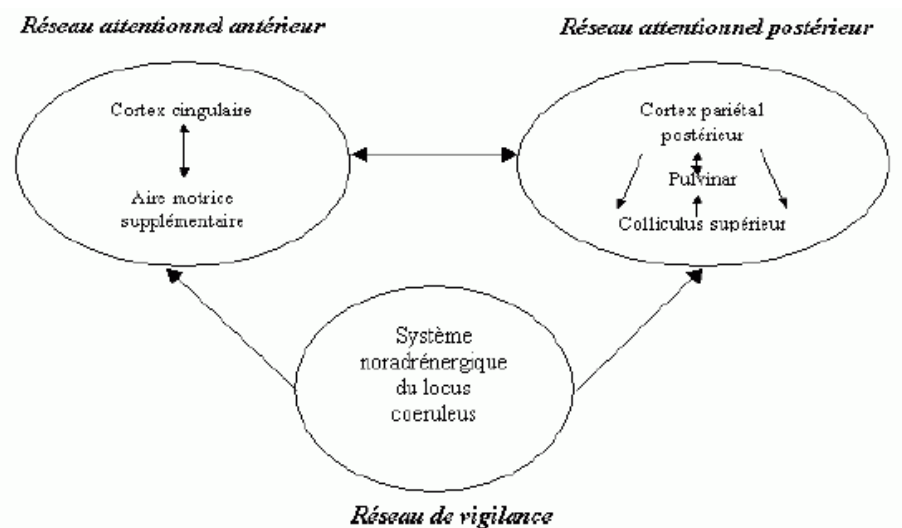 Réseau attentionnel antérieur
Réseau attentionnel postérieur
Cortex cingulaire
Aire motrice
supplémentaire
Cortex pariétal
postérieur
Pulvinar
Colliculus supérieur
Système
noradrénergique
du locus
coeruleus
Réseau de vigilance